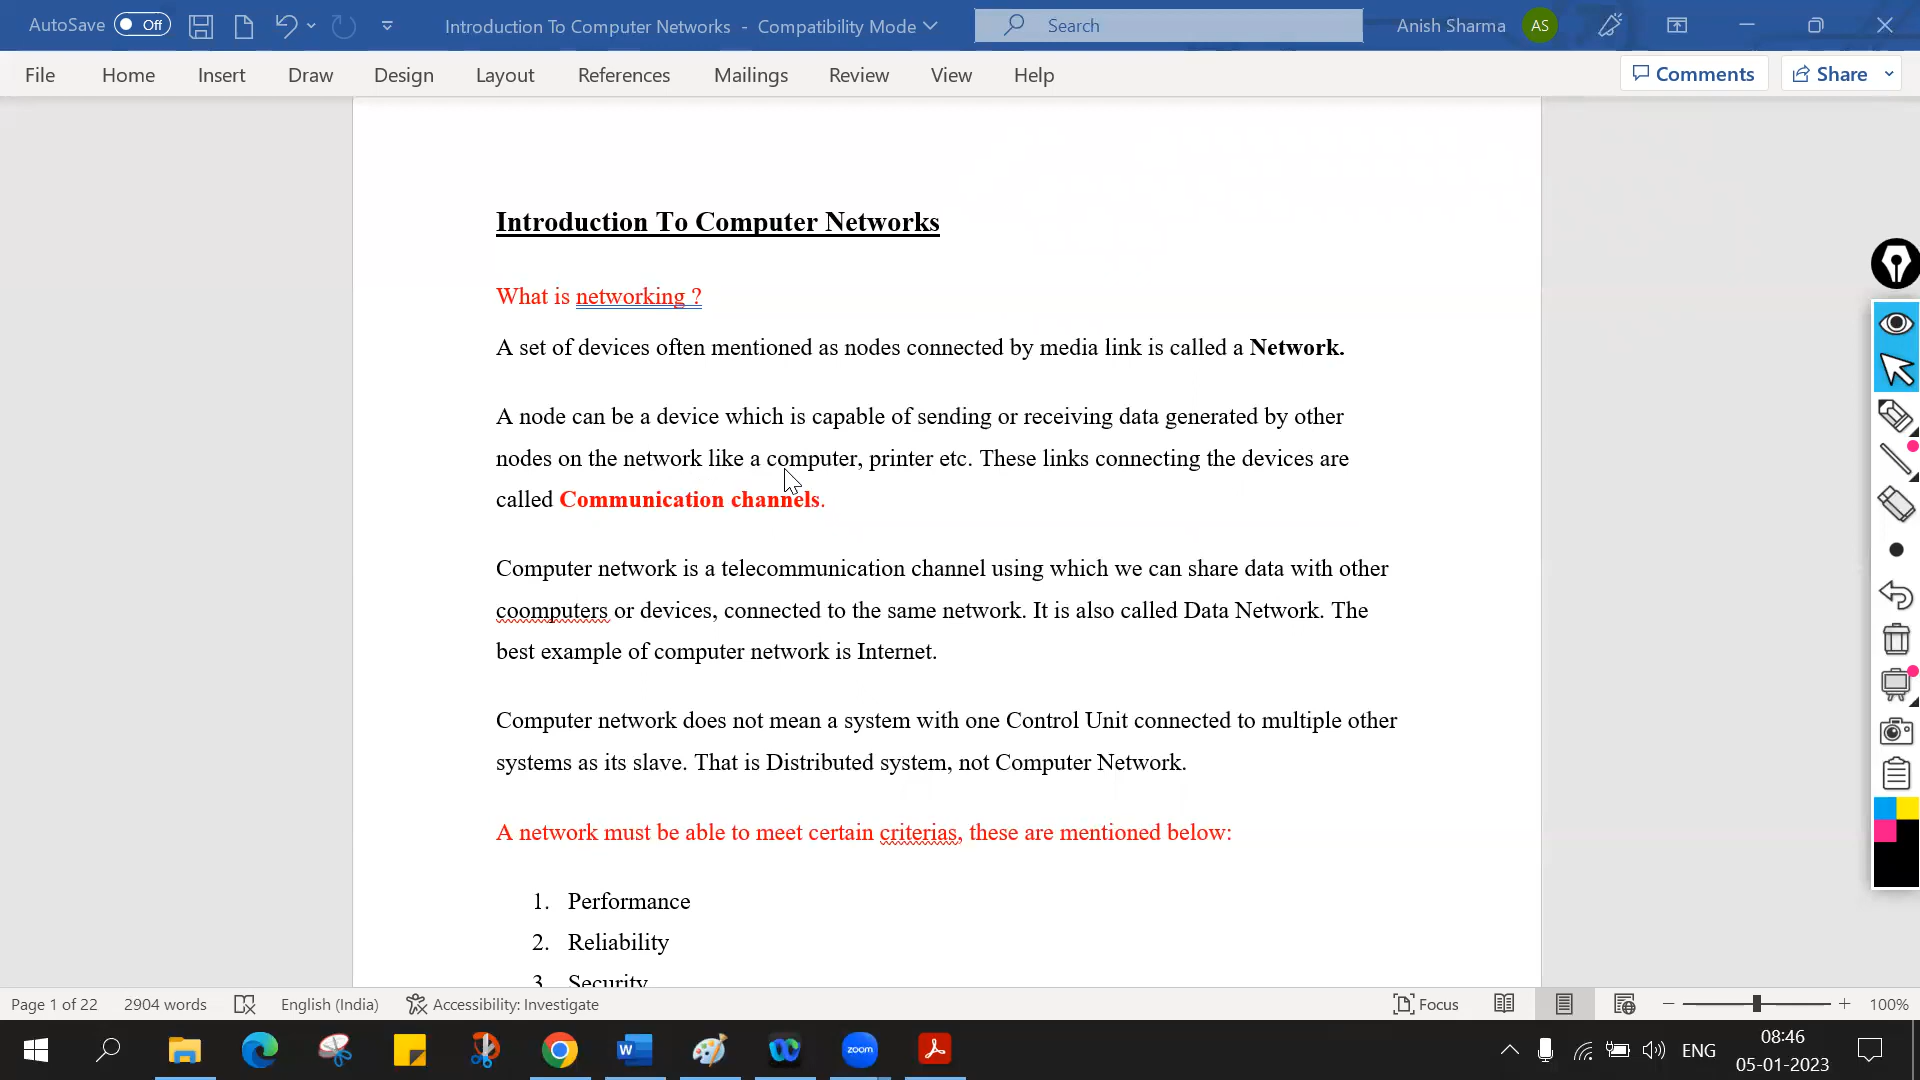 AutoSave Off Introduction To Computer Networks - Compatibility Mode Search Anish Sharma AS
File Home Insert Draw Design Layout References Mailings Review View Help Comments Share
Introduction To Computer Networks
What is networking ?
A set of devices often mentioned as nodes connected by media link is called a Network.
A node can be a device which is capable of sending or receiving data generated by other
nodes on the network like a computer, printer etc. These links connecting the devices are
called Communication channels.
Computer network is a telecommunication channel using which we can share data with other
coomputers or devices, connected to the same network. It is also called Data Network. The
best example of computer network is Internet.
Computer network does not mean a system with one Control Unit connected to multiple other
systems as its slave. That is Distributed system, not Computer Network.
A network must be able to meet certain criterias, these are mentioned below:
1. Performance
2. Reliability
3. Security
Page 1 of 22 2904 words English (India) Accessibility: Investigate Focus 100%
W zoom ENG 08:46
05-01-2023